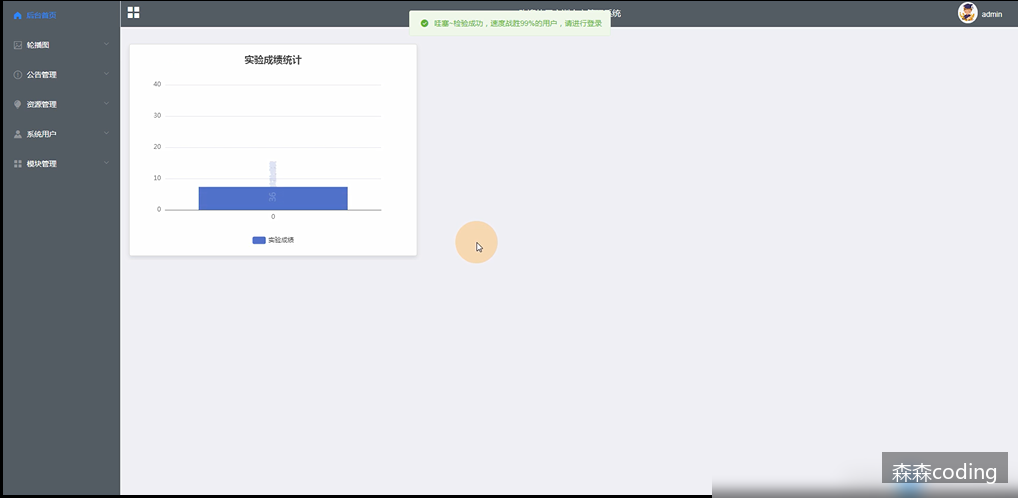 后台首页
轮播图
公告管理
资源管理
系统用户
模块管理
系统
哇塞~检验成功，速度战胜99%的用户，请进行登录
admin
实验成绩统计
40
30
20
10
0
36
0
实验成绩
森森coding